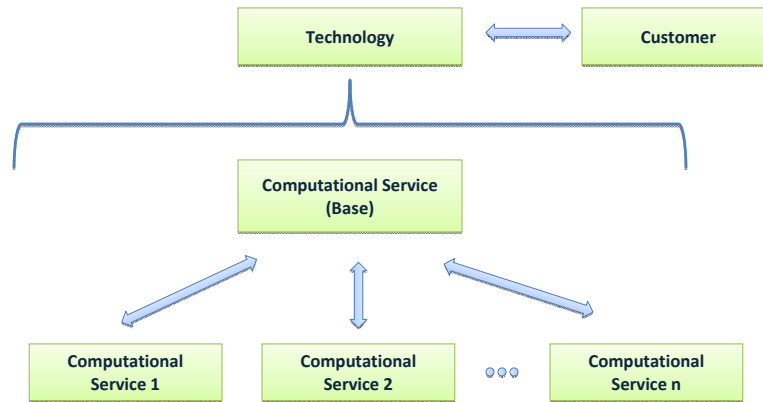 Technology
Customer
Computational Service
(Base)
Computational
Service 1
Computational
Service 2
Computational
Service n